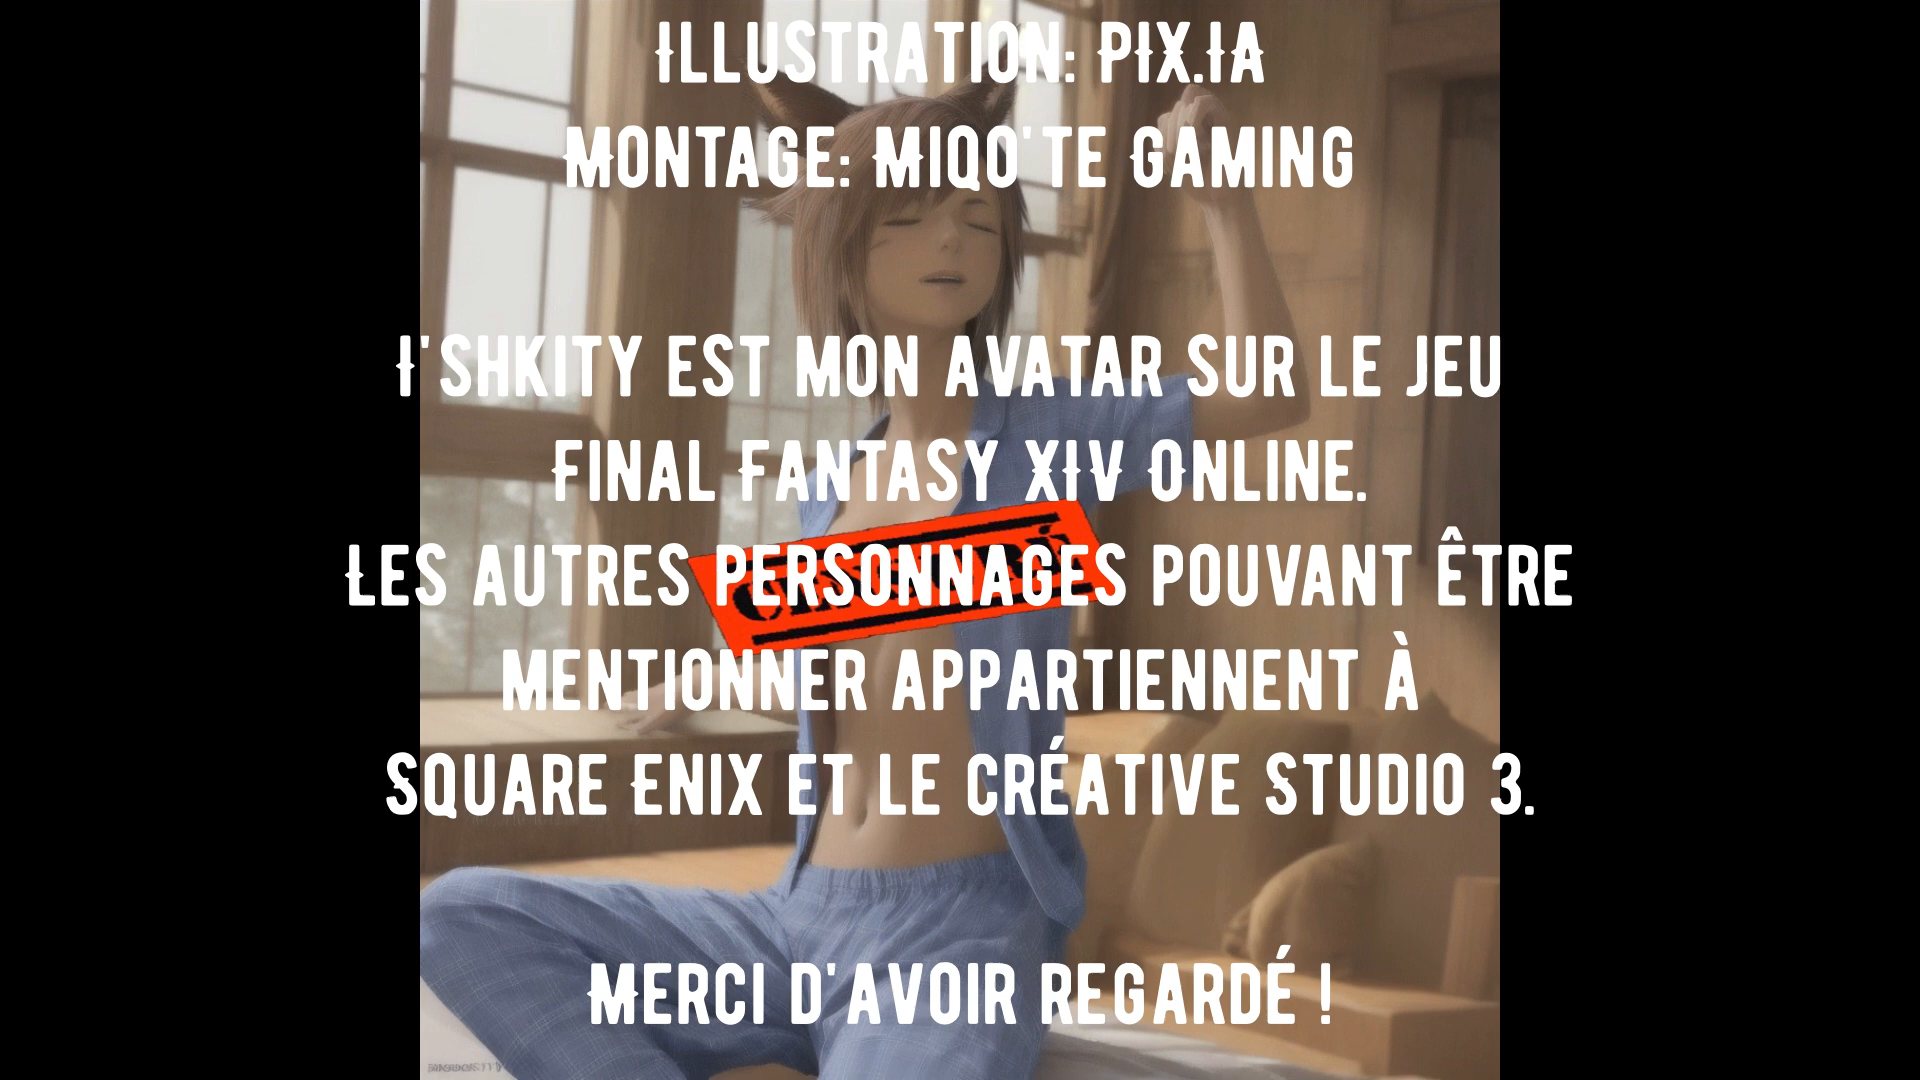 Illustration: Pix.IA
Montage: Miqo'te Gaming
I'shkity est mon avatar sur le jeu
Final Fantasy XIV Online.
Les autres personnages pouvant être
mentionner appartiennent à
Square Enix et le Créative Studio 3.
Merci d'avoir regardé !